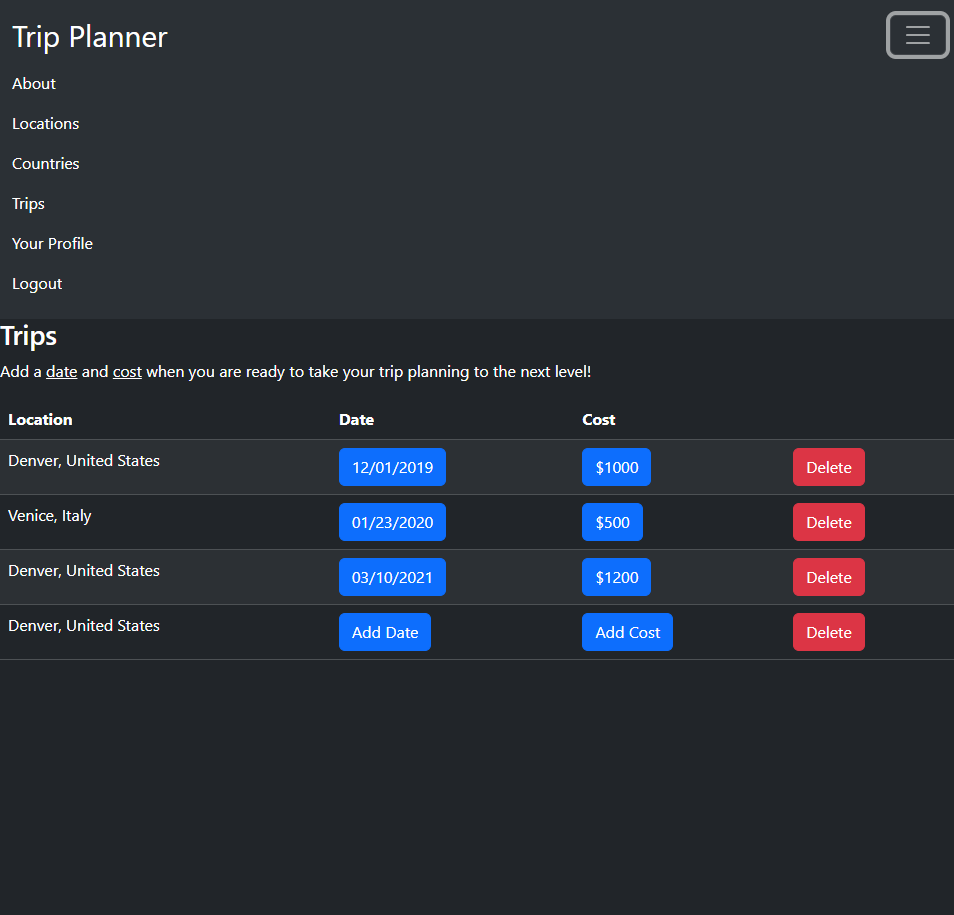 Trip Planner
About
Locations
Countries
Trips
Your Profile
Logout
Trips
Add a date and cost when you are ready to take your trip planning to the next level!
Location Date Cost
Denver, United States 12/01/2019 $1000 Delete
Venice, Italy 01/23/2020 $500 Delete
Denver, United States 03/10/2021 $1200 Delete
Denver, United States Add Date Add Cost Delete